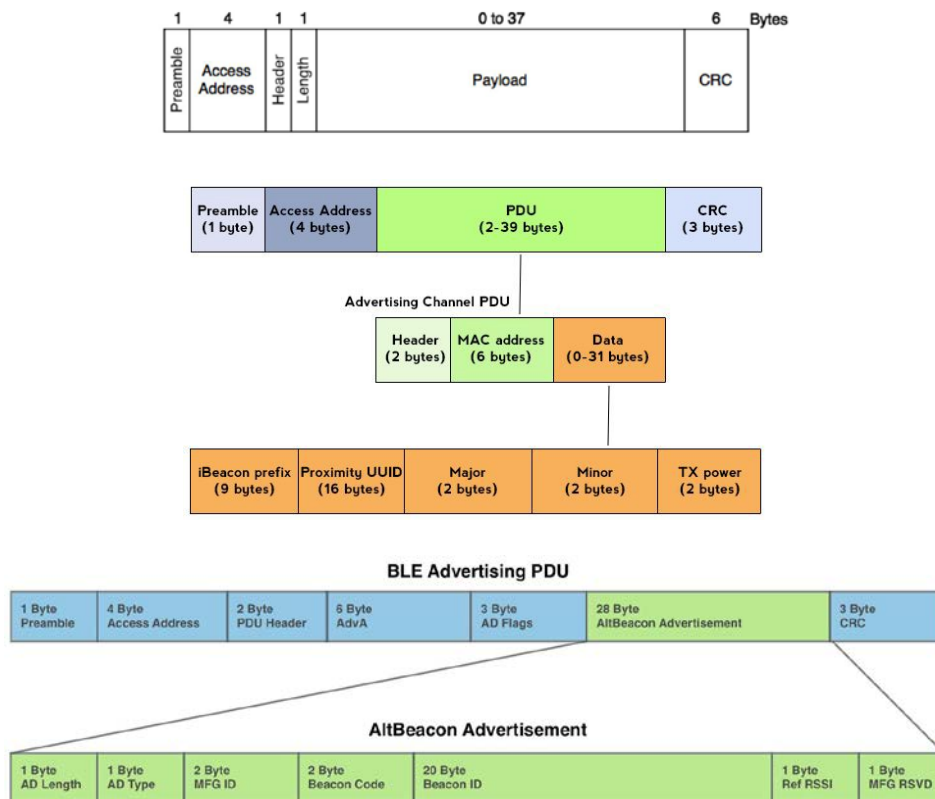 1 4 1 1 0 to 37 6 Bytes
Preamble
Access
Address
Header
Length
Payload
CRC
Preamble Access Address PDU CRC
(1 byte) (4 bytes) (2-39 bytes) (3 bytes)
Advertising Channel PDU
Header MAC address Data
(2 bytes) (6 bytes) (0-31 bytes)
iBeacon prefix Proximity UUID Major Minor TX power
(9 bytes) (16 bytes) (2 bytes) (2 bytes) (2 bytes)
BLE Advertising PDU
1 Byte 4 Byte 2 Byte 6 Byte 3 Byte 28 Byte 3 Byte
Preamble Access Address PDU Header AdvA AD Flags AltBeacon Advertisement CRC
AltBeacon Advertisement
1 Byte 1 Byte 2 Byte 2 Byte 20 Byte 1 Byte 1 Byte
AD Length AD Type MFG ID Beacon Code Beacon ID Ref RSSI MFG RSVD